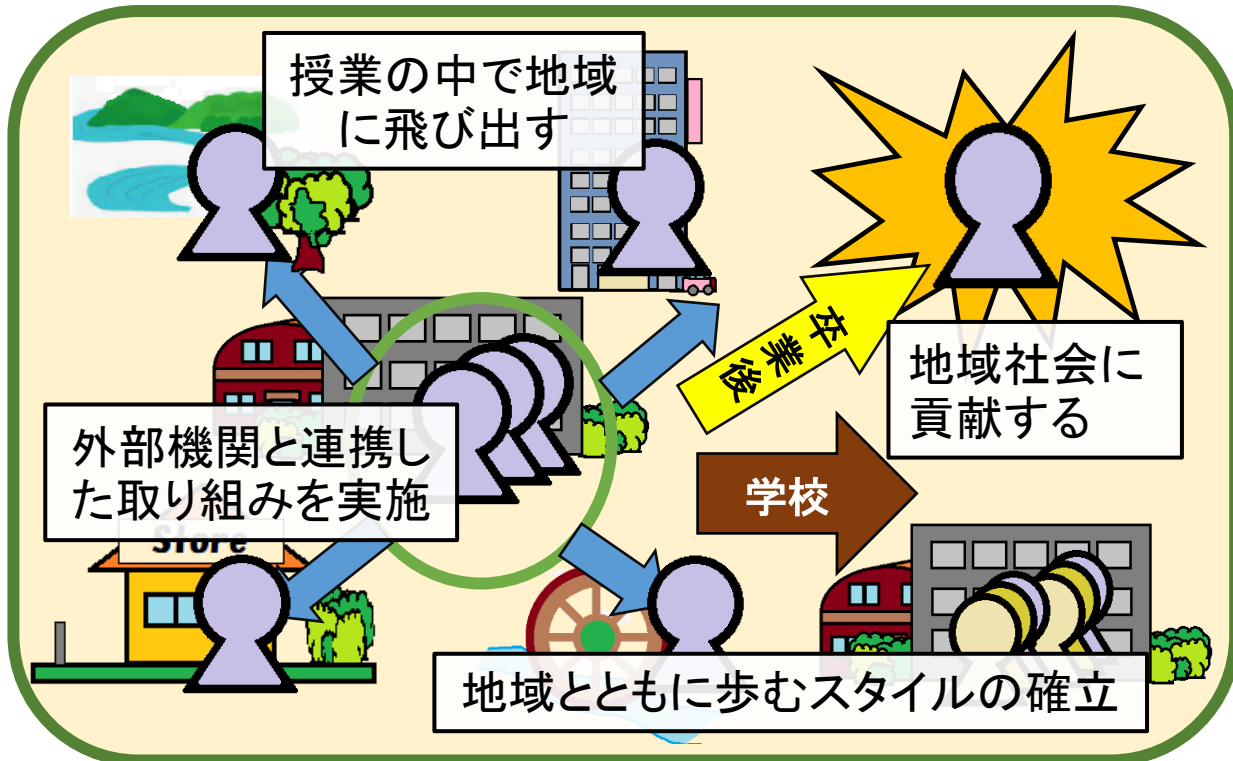 授業の中で地域
に飛び出す
卒業後
地域社会に
貢献する
外部機関と連携し
た取り組みを実施
学校
Store
地域とともに歩むスタイルの確立